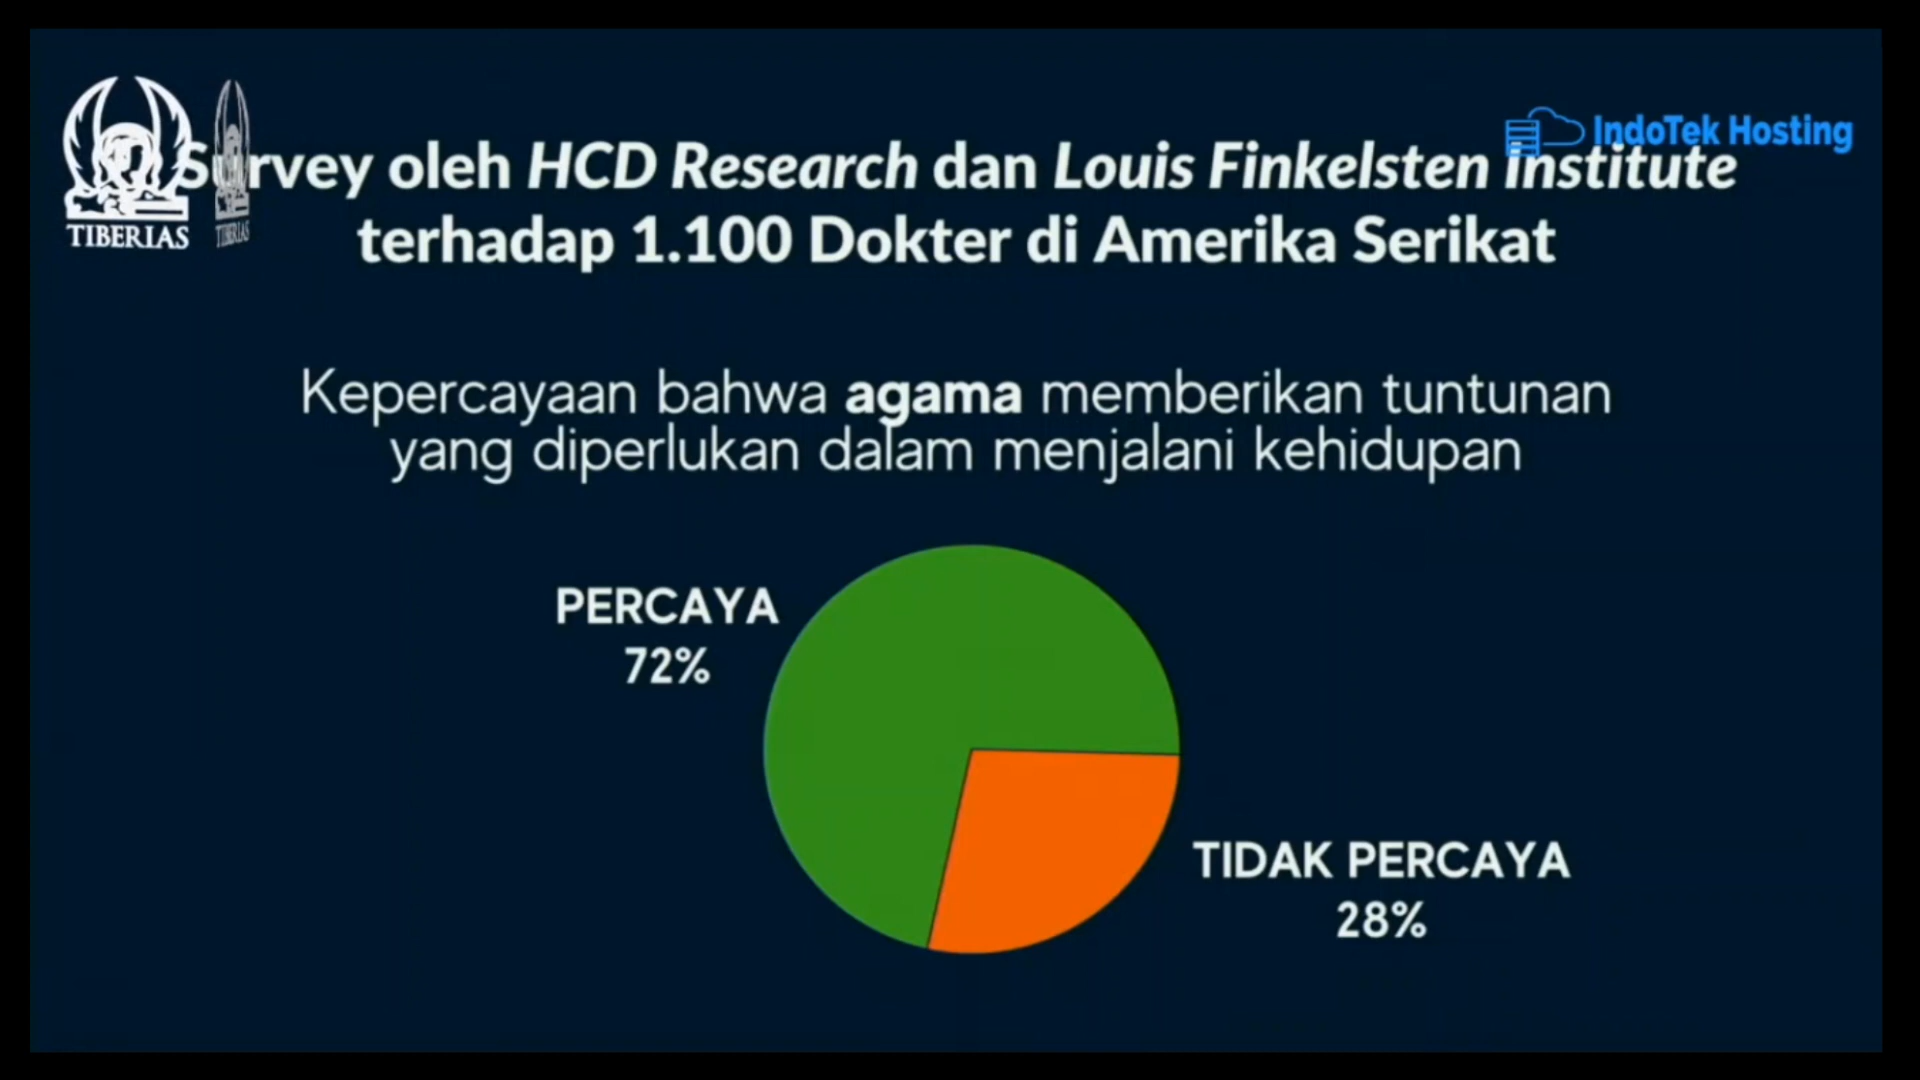 IndoTek Hosting
Survey oleh HCD Research dan Louis Finkelsten Institute
terhadap 1.100 Dokter di Amerika Serikat
TIBERIAS
TIBERIAS
Kepercayaan bahwa agama memberikan tuntunan
yang diperlukan dalam menjalani kehidupan
PERCAYA
72%
TIDAK PERCAYA
28%